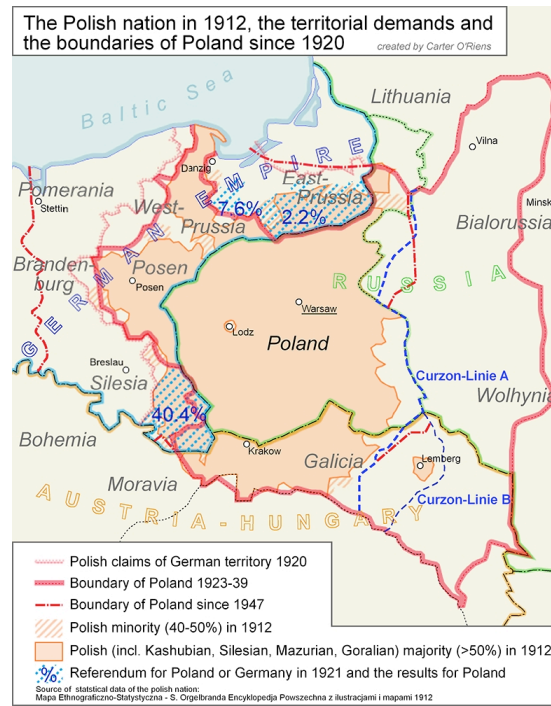 The Polish nation in 1912, the territorial demands and
the boundaries of Poland since 1920
created by Carter O'Riens
Baltic Sea
Lithuania
Vilna
Danzig
GERMAN EMPIRE
East-
Prussia
Pomerania
Stettin
West-
Prussia
7.6%
2.2%
Minsk
Bialorussia
Branden-
burg
Posen
Posen
RUSSIA
Warsaw
Lodz
Poland
Breslau
Silesia
Curzon-Linie A
Wolhynia
40.4%
Bohemia
Krakow
Galicia
Lemberg
Moravia
Curzon-Linie B
AUSTRIA-HUNGARY
Polish claims of German territory 1920
Boundary of Poland 1923-39
Boundary of Poland since 1947
Polish minority (40-50%) in 1912
Polish (incl. Kashubian, Silesian, Mazurian, Goralian) majority (>50%) in 1912
% Referendum for Poland or Germany in 1921 and the results for Poland
Source of statstical data of the polish nation:
Mapa Ethnograficzno-Statystyczna - S. Orgelbranda Encyklopedja Powszechna z ilustracjami i mapami 1912